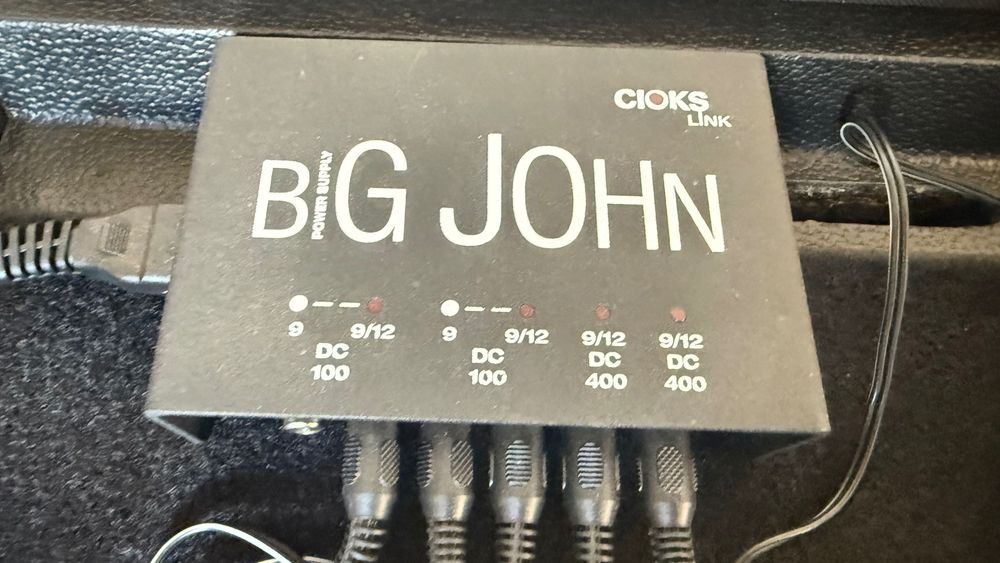 CIOKS
LINK
BIG JOHN
POWER SUPPLY
9 9/12 9 9/12 9/12 9/12
DC DC DC DC
100 100 400 400